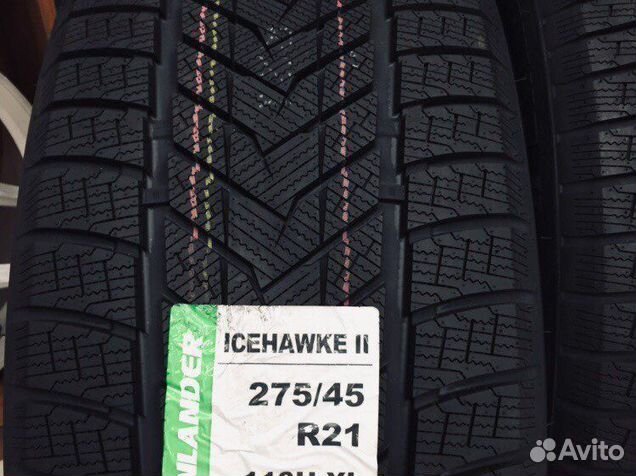 ICEHAWKE II
275/45
R21
Avito